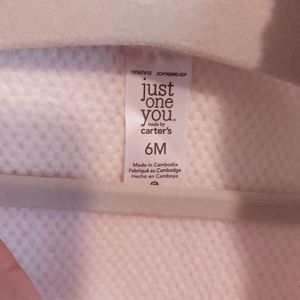 just
one
you.
made by
carter's
6M
Made in Cambodia
Fabriqué au Cambodge
Hecho en Camboya